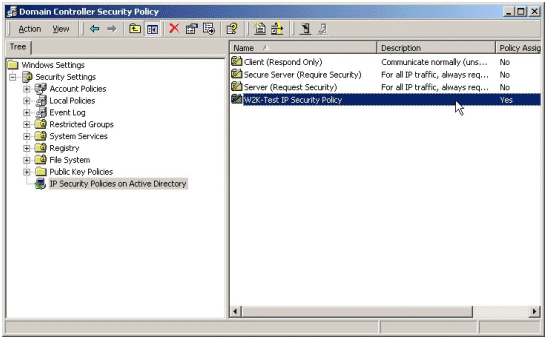 Domain Controller Security Policy
Action View
Tree
Name Description Policy Assig
Windows Settings
Security Settings
Account Policies
Local Policies
Event Log
Restricted Groups
System Services
Registry
File System
Public Key Policies
IP Security Policies on Active Directory
Client (Respond Only) Communicate normally (uns... No
Secure Server (Require Security) For all IP traffic, always req... No
Server (Request Security) For all IP traffic, always req... No
W2K-Test IP Security Policy Yes